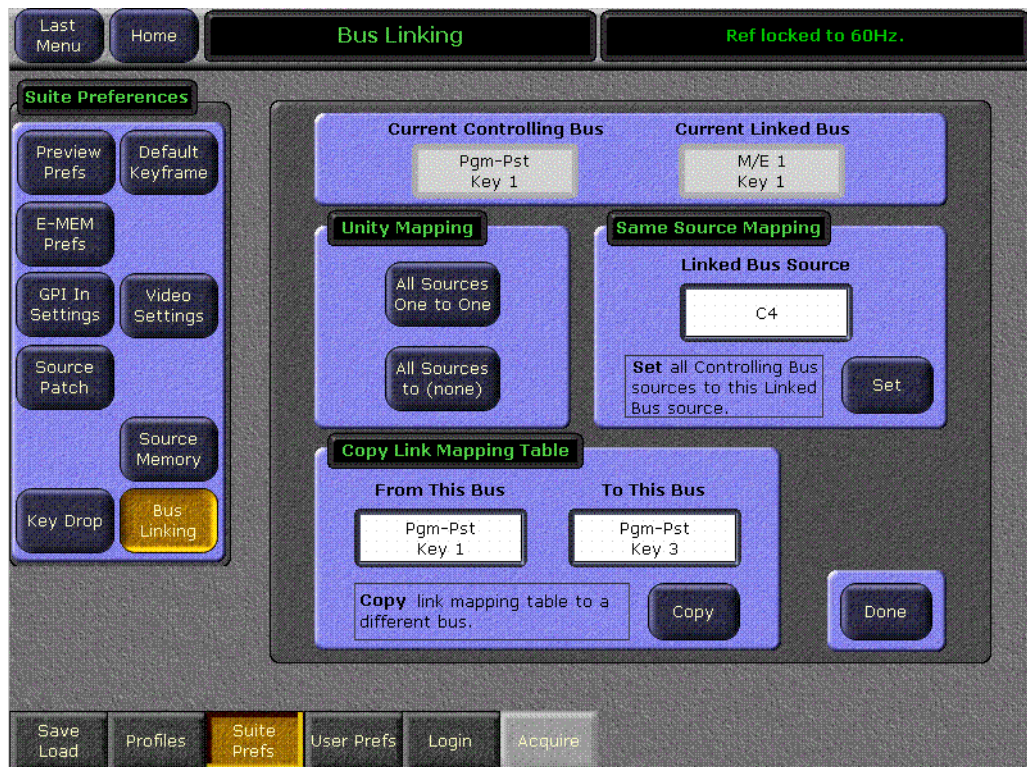 Last
Menu
Home
Bus Linking
Ref locked to 60Hz.
Suite Preferences
Preview
Prefs
Default
Keyframe
E-MEM
Prefs
GPI In
Settings
Video
Settings
Source
Patch
Source
Memory
Key Drop
Bus
Linking
Current Controlling Bus
Pgm-Pst
Key 1
Current Linked Bus
M/E 1
Key 1
Unity Mapping
All Sources
One to One
All Sources
to (none)
Same Source Mapping
Linked Bus Source
C4
Set all Controlling Bus
sources to this Linked
Bus source.
Set
Copy Link Mapping Table
From This Bus
Pgm-Pst
Key 1
To This Bus
Pgm-Pst
Key 3
Copy link mapping table to a
different bus.
Copy
Done
Save
Load
Profiles
Suite
Prefs
User Prefs
Login
Acquire